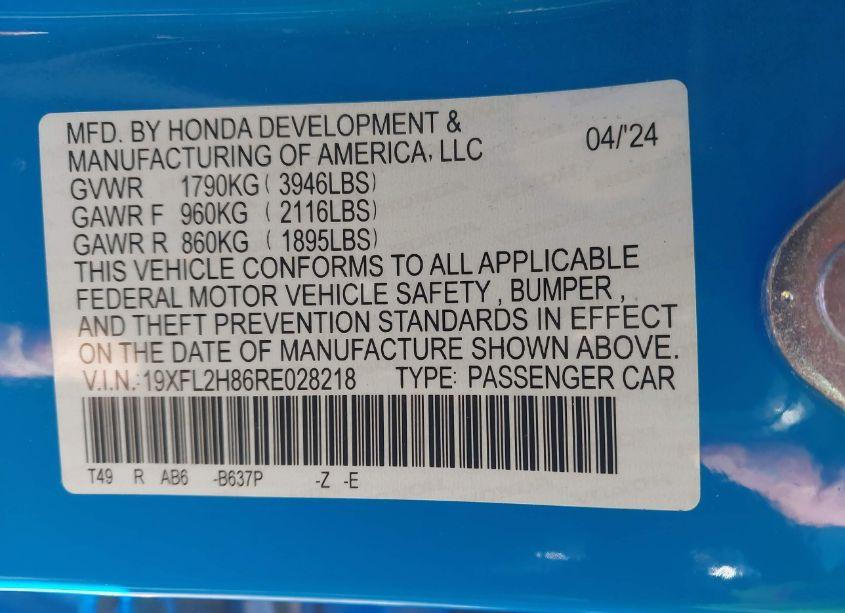 MFD. BY HONDA DEVELOPMENT &
MANUFACTURING OF AMERICA, LLC 04/'24
GVWR 1790KG ( 3946LBS)
GAWR F 960KG ( 2116LBS)
GAWR R 860KG ( 1895LBS)
THIS VEHICLE CONFORMS TO ALL APPLICABLE
FEDERAL MOTOR VEHICLE SAFETY , BUMPER ,
AND THEFT PREVENTION STANDARDS IN EFFECT
ON THE DATE OF MANUFACTURE SHOWN ABOVE.
V.I.N.: 19XFL2H86RE028218 TYPE: PASSENGER CAR
T49 R AB6 -B637P -Z -E